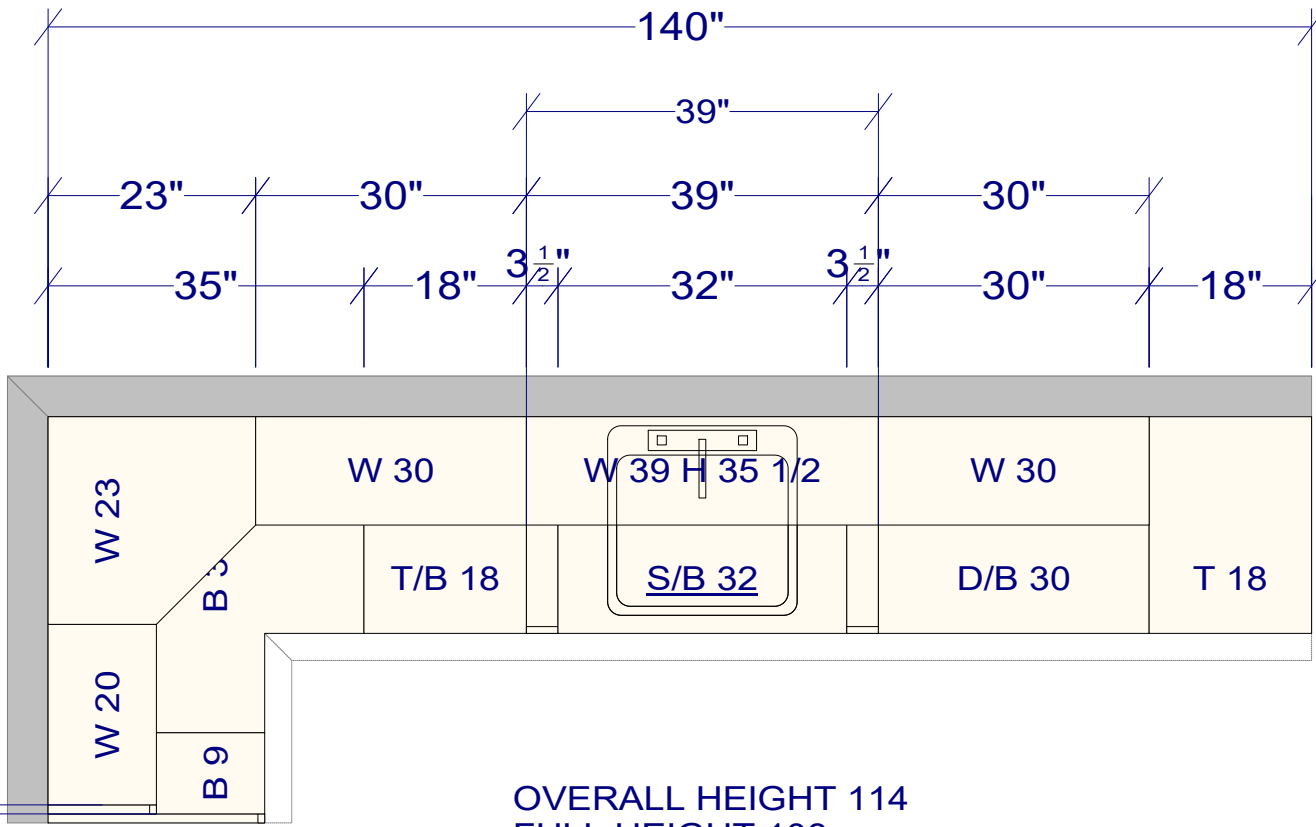 140"
39"
23" 30" 39" 30"
35" 18" 3 1/2" 32" 3 1/2" 30" 18"
W 23
W 30
W 39 H 35 1/2
W 30
T/B 18
S/B 32
D/B 30
T 18
W 20
B 9
OVERALL HEIGHT 114